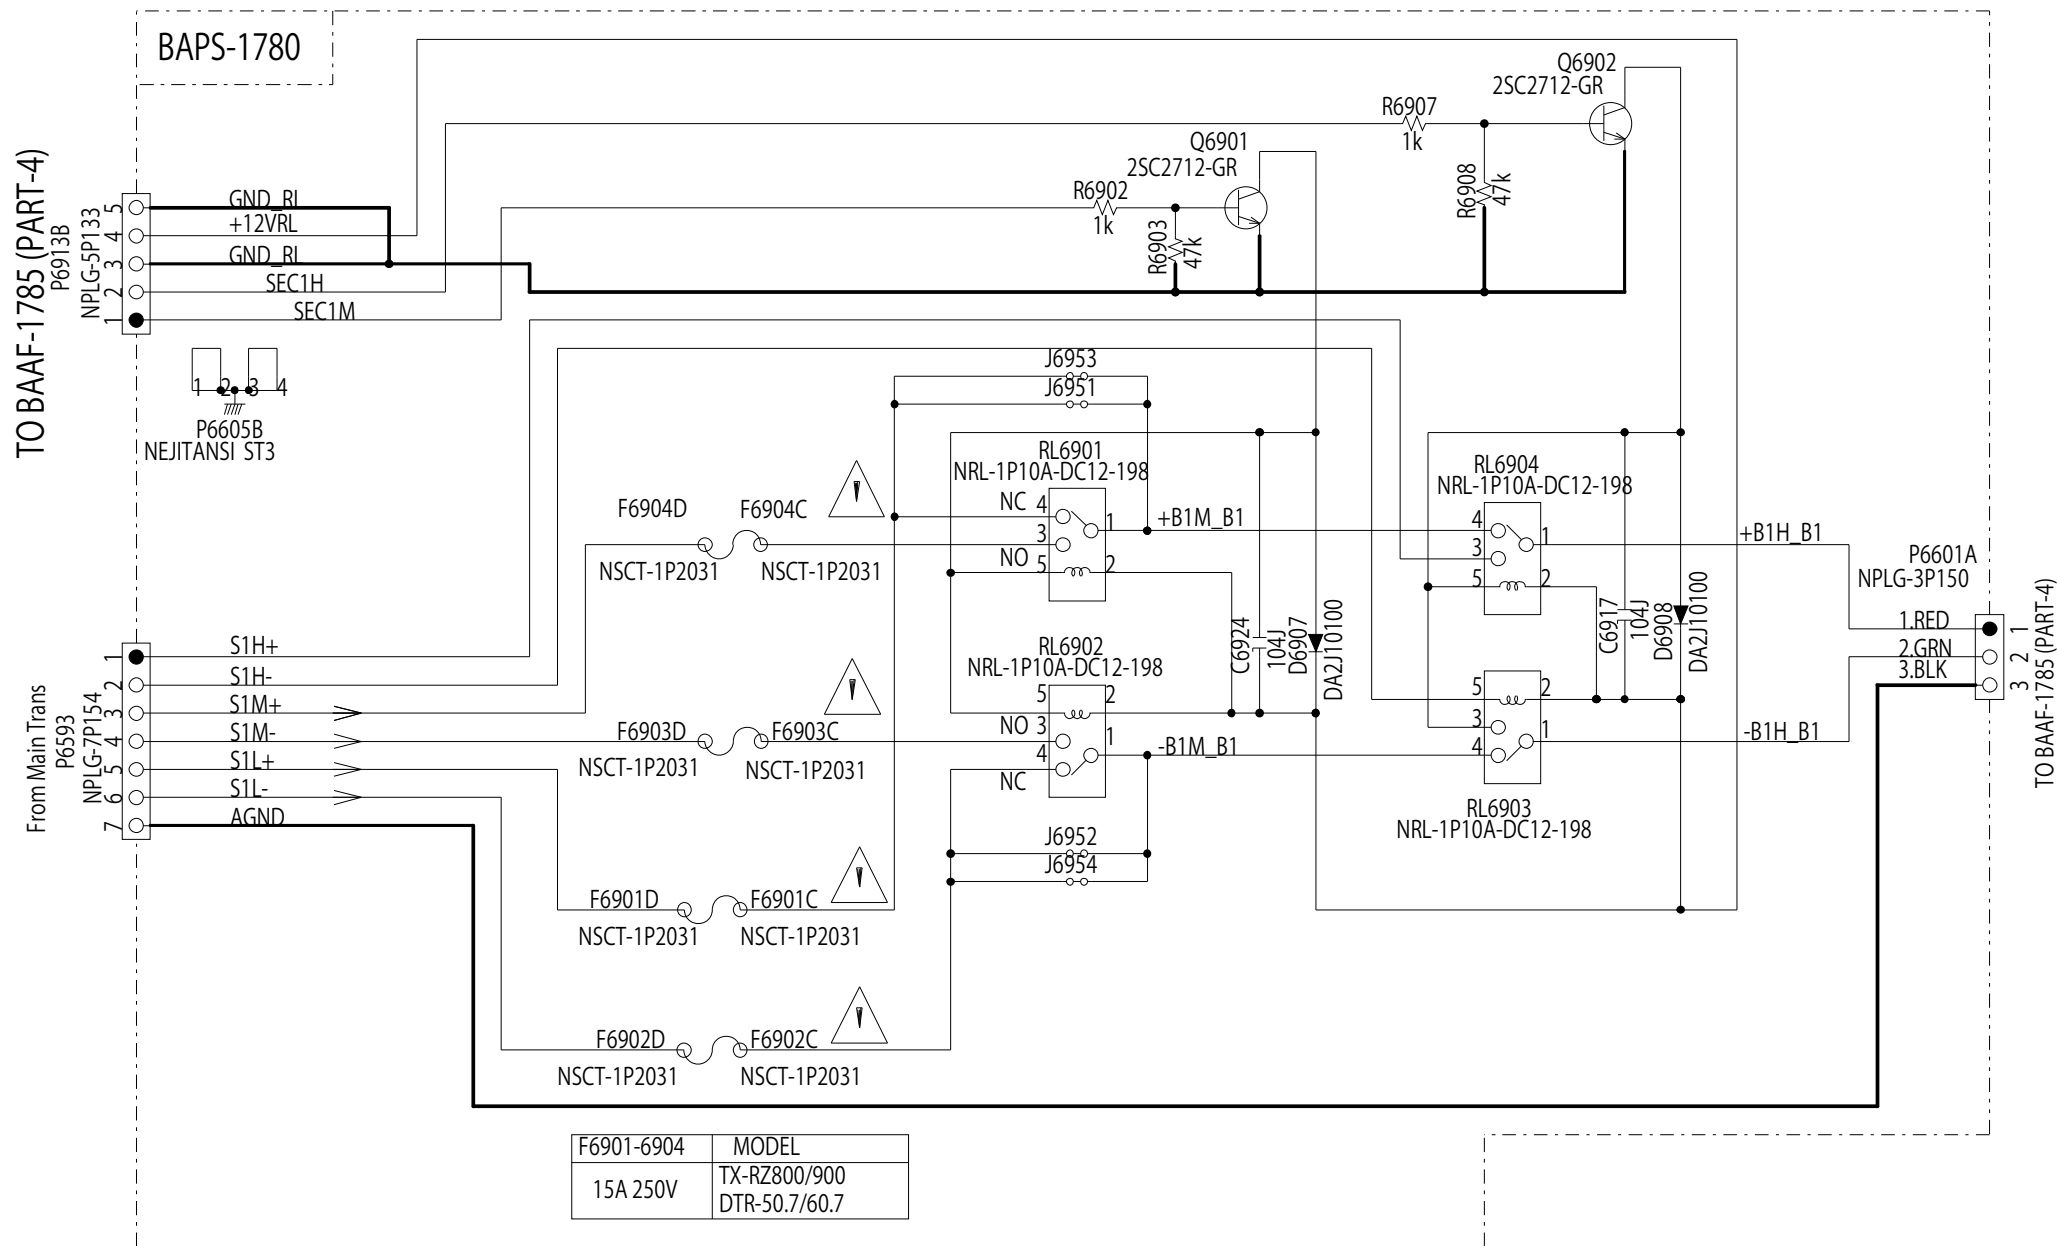 BAPS-1780
Q6902
2SC2712-GR
R6907
1k
R6908
47k
Q6901
2SC2712-GR
R6902
1k
R6903
47k
TO BAAF-1785 (PART-4)
P6913B
NPLG-5P133
5
4
3
2
1
GND_RL
+12VRL
GND_RL
SEC1H
SEC1M
1 2 3 4
P6605B
NEJITANSI ST3
J6953
J6951
RL6901
NRL-1P10A-DC12-198
NC 4
3
NO 5
1
2
+B1M_B1
RL6904
NRL-1P10A-DC12-198
4
3
5
1
2
+B1H_B1
F6904D
F6904C
NSCT-1P2031
NSCT-1P2031
P6601A
NPLG-3P150
1.RED
2.GRN
3.BLK
1
2
3
TO BAAF-1785 (PART-4)
C6924
104J
D6907
DA2J10100
C6917
104J
D6908
DA2J10100
RL6902
NRL-1P10A-DC12-198
5
NO 3
4
NC
2
1
-B1M_B1
5
3
4
2
1
-B1H_B1
RL6903
NRL-1P10A-DC12-198
From Main Trans
P6593
NPLG-7P154
1
2
3
4
5
6
7
S1H+
S1H-
S1M+
S1M-
S1L+
S1L-
AGND
F6903D
F6903C
NSCT-1P2031
NSCT-1P2031
J6952
J6954
F6901D
F6901C
NSCT-1P2031
NSCT-1P2031
F6902D
F6902C
NSCT-1P2031
NSCT-1P2031
F6901-6904 MODEL
15A 250V
TX-RZ800/900
DTR-50.7/60.7